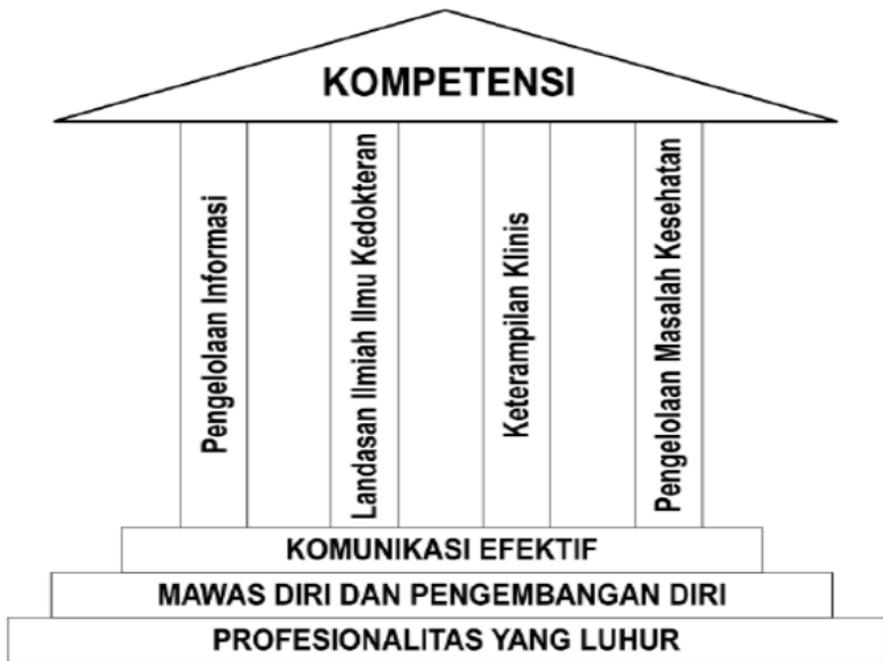 KOMPETENSI
Pengelolaan Informasi
Landasan Ilmiah Ilmu Kedokteran
Keterampilan Klinis
Pengelolaan Masalah Kesehatan
KOMUNIKASI EFEKTIF
MAWAS DIRI DAN PENGEMBANGAN DIRI
PROFESIONALITAS YANG LUHUR